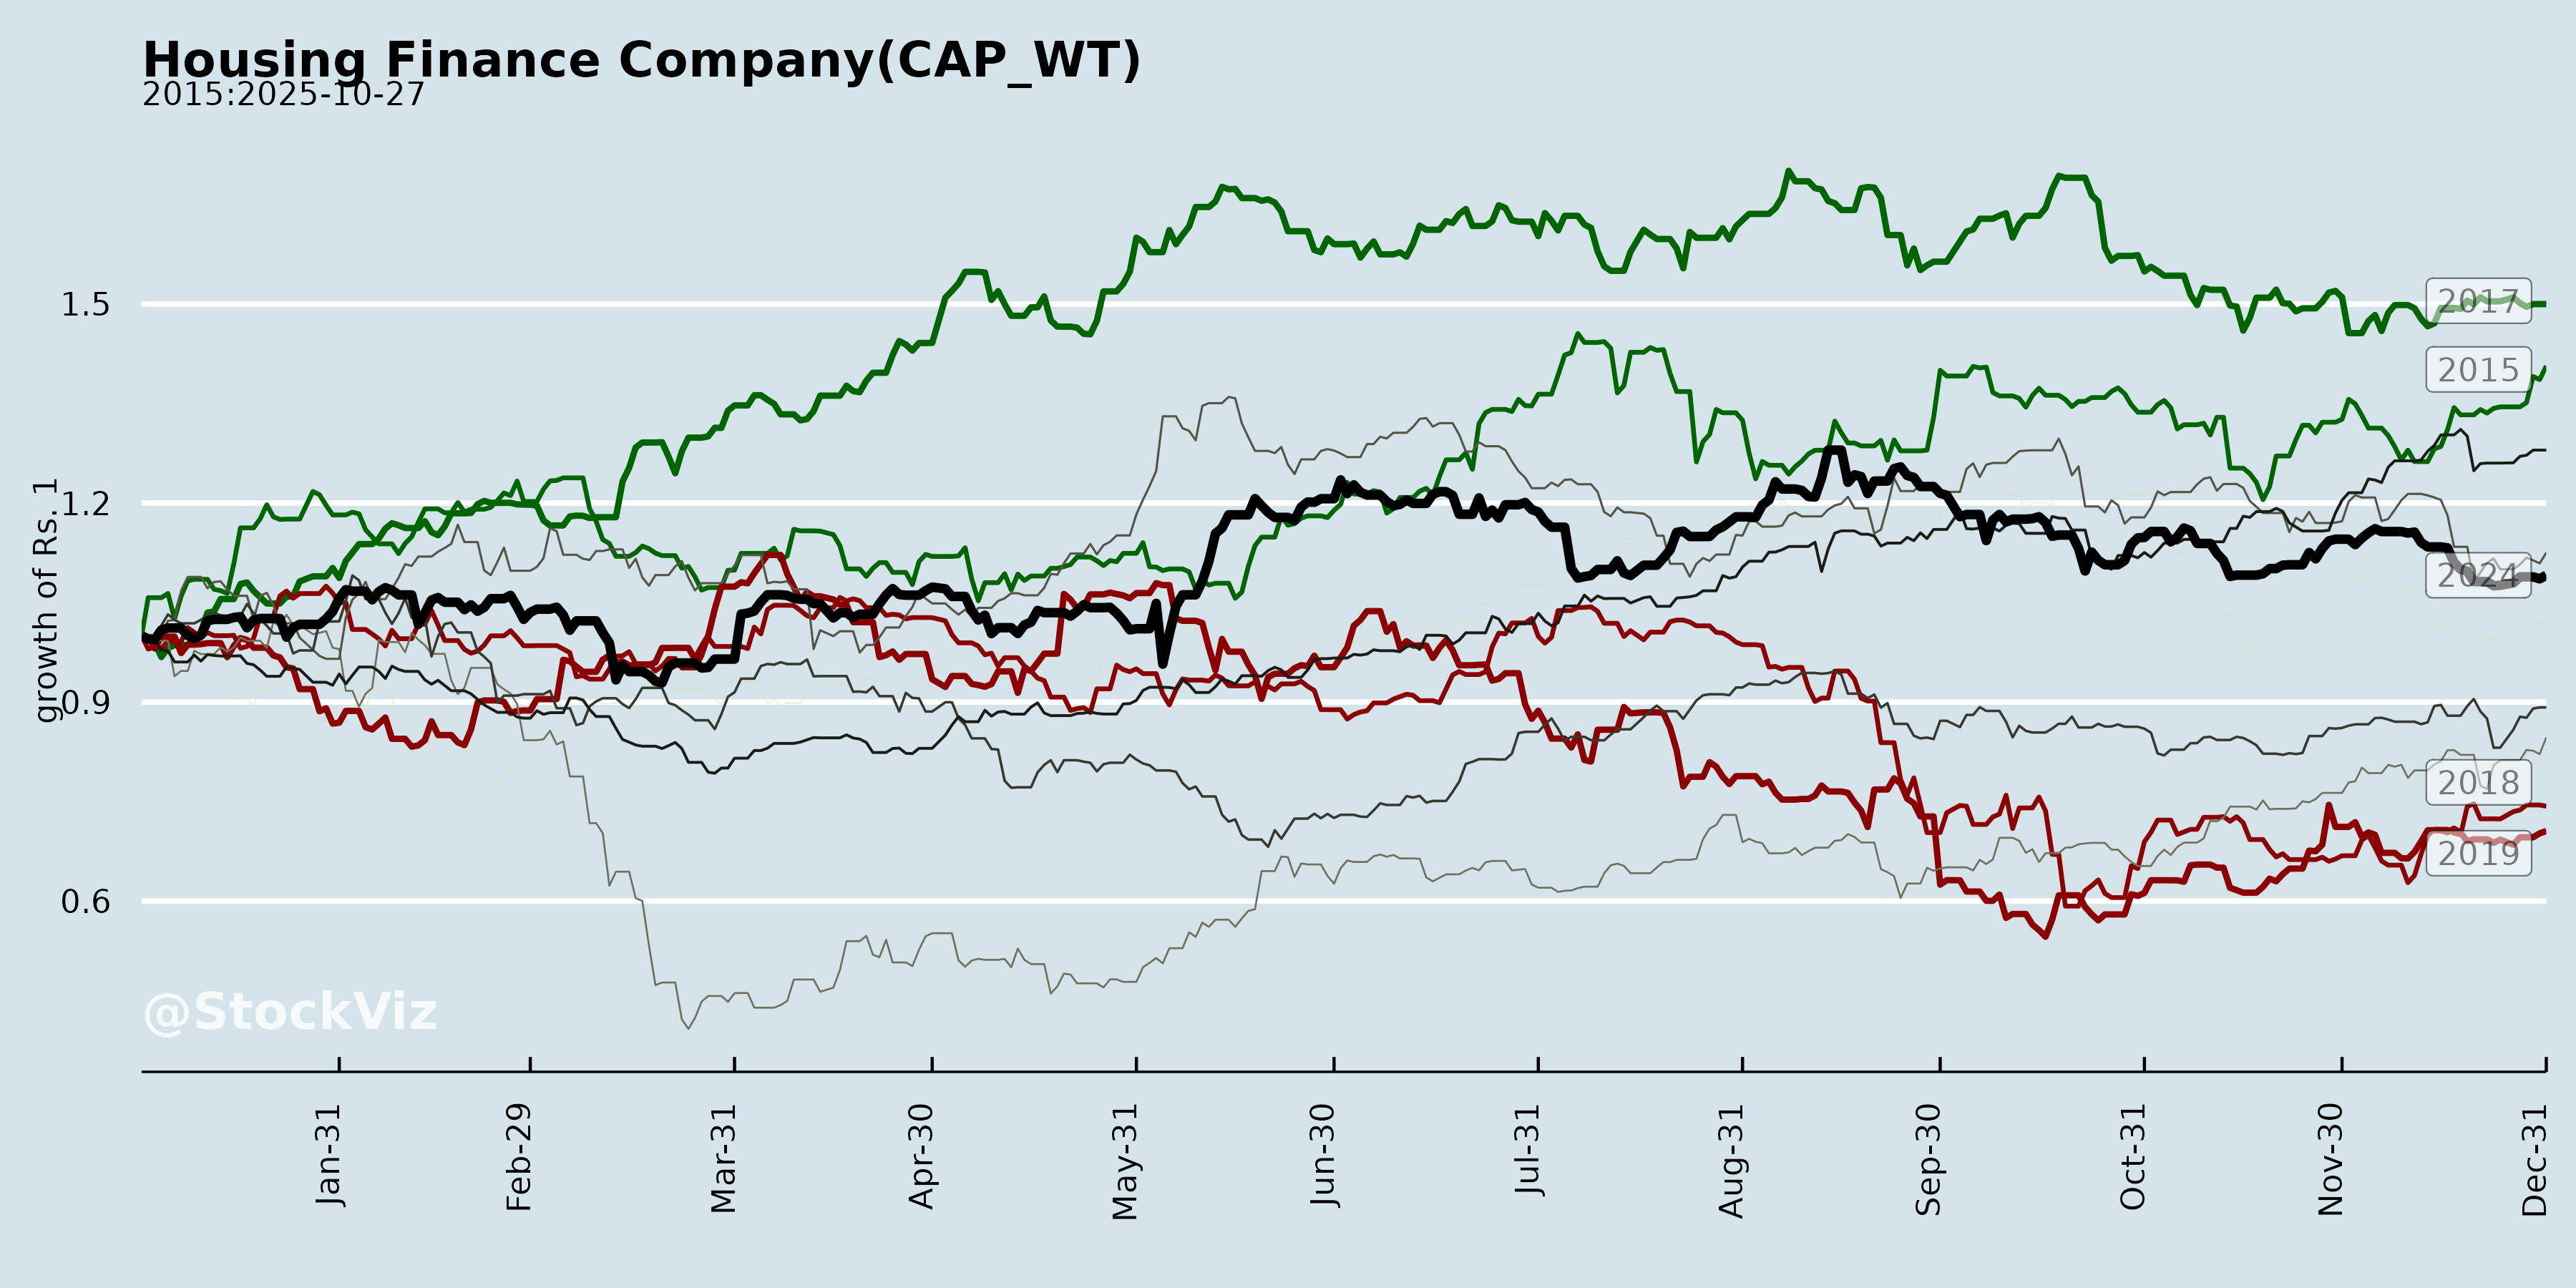 Housing Finance Company(CAP_WT)
2015:2025-10-27
growth of Rs. 1
1.5
1.2
0.9
0.6
2017
2015
2024
2018
2019
@StockViz
Jan-31
Feb-29
Mar-31
Apr-30
May-31
Jun-30
Jul-31
Aug-31
Sep-30
Oct-31
Nov-30
Dec-31